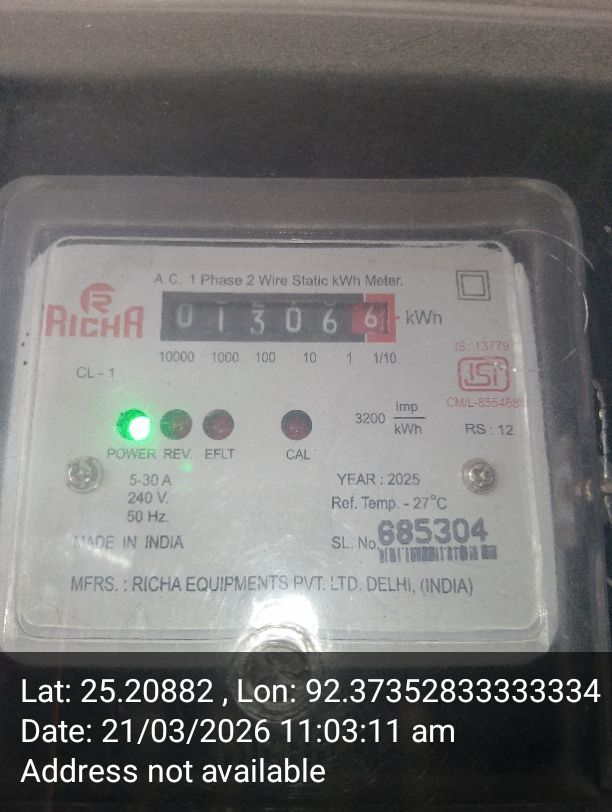 A.C. 1 Phase 2 Wire Static kWh Meter.
RICHA
0 1 3 0 6 6 kWh
10000 1000 100 10 1 1/10
CL - 1
IS: 13779
ISI
CM/L-8554685
3200 imp
kWh
RS : 12
POWER REV. EFLT CAL
5-30 A
240 V.
50 Hz.
YEAR : 2025
Ref. Temp. - 27°C
MADE IN INDIA
SL. No. 685304
MFRS. : RICHA EQUIPMENTS PVT. LTD. DELHI, (INDIA)
Lat: 25.20882 , Lon: 92.37352833333334
Date: 21/03/2026 11:03:11 am
Address not available